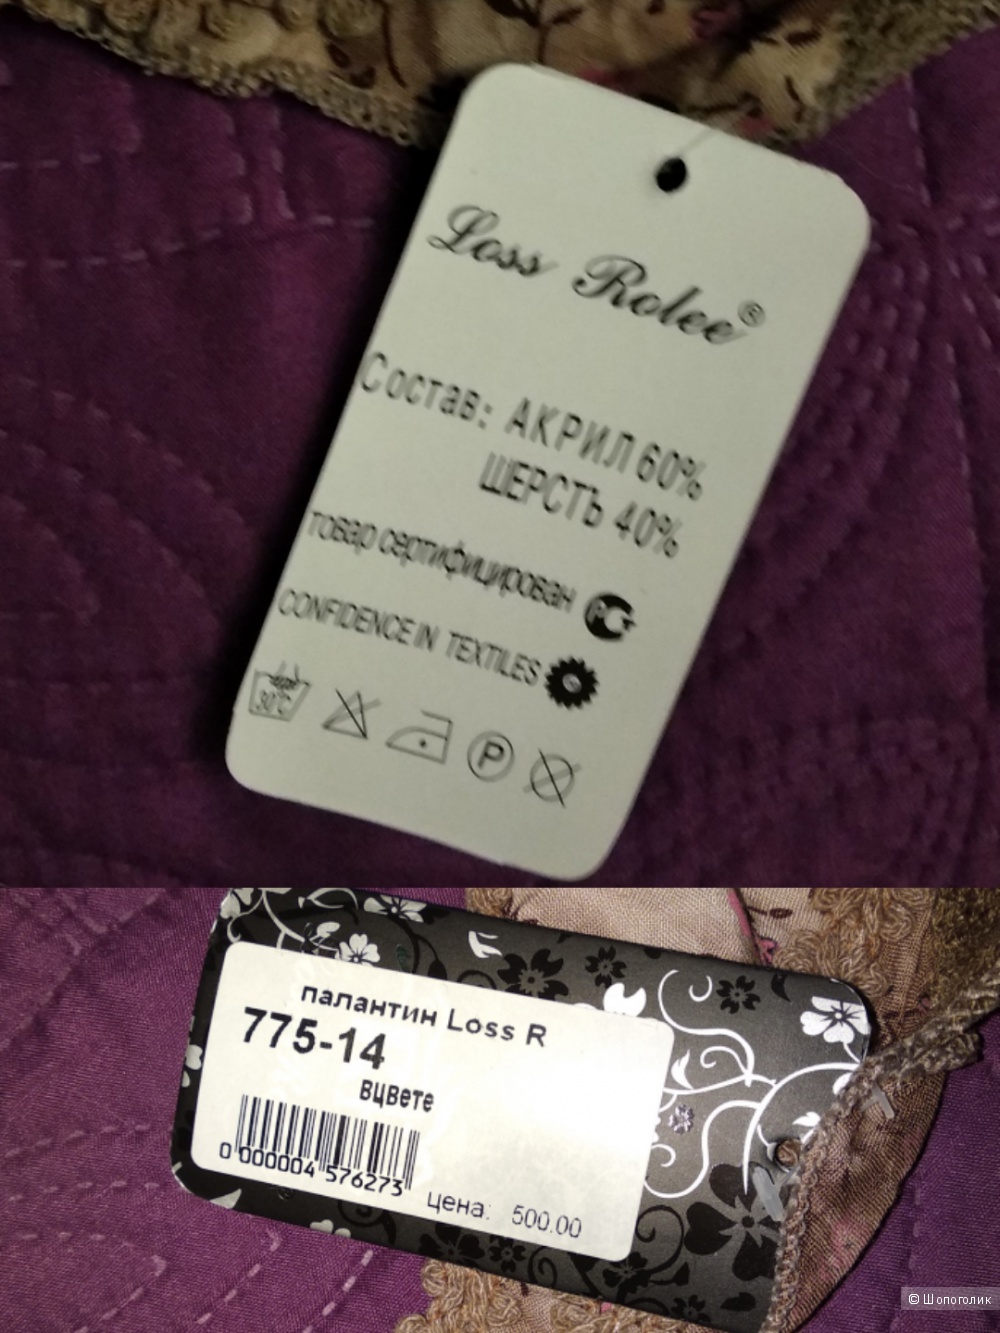 Loss Rolee®
Состав: АКРИЛ 60%
ШЕРСТЬ 40%
товар сертифицирован РСТ
CONFIDENCE IN TEXTILES
30°C
P
палантин Loss R
775-14
вцвете
0 000004 576273
цена: 500.00
© Шопоголик